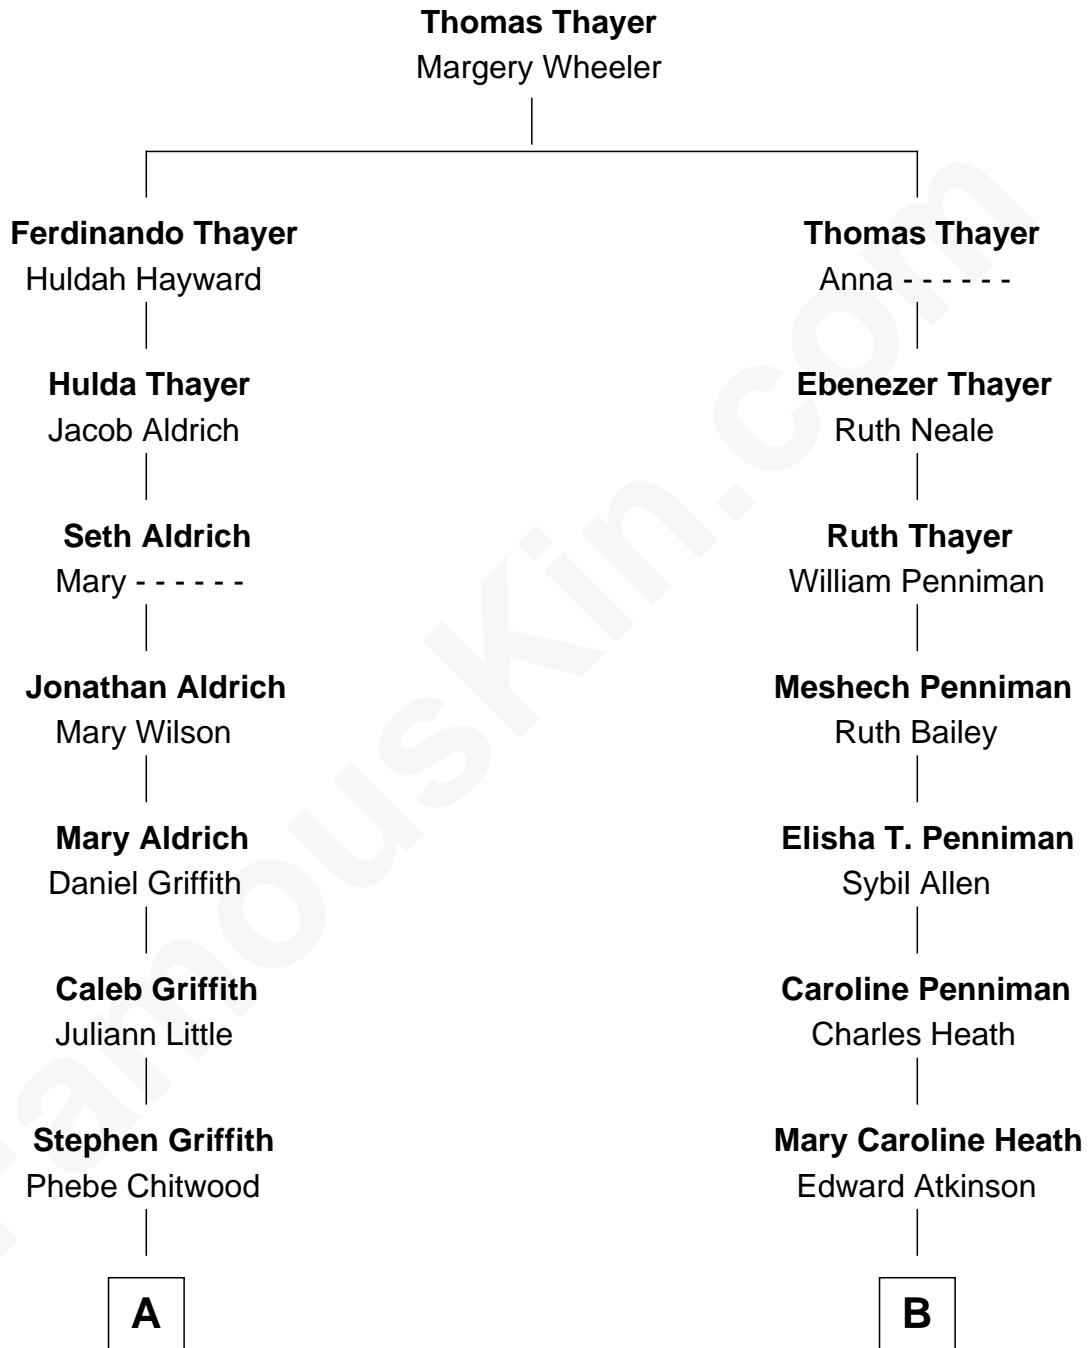 Thomas Thayer
Margery Wheeler
Ferdinando Thayer
Huldah Hayward
Thomas Thayer
Anna - - - - - -
Hulda Thayer
Jacob Aldrich
Ebenezer Thayer
Ruth Neale
Seth Aldrich
Mary - - - - - -
Ruth Thayer
William Penniman
Jonathan Aldrich
Mary Wilson
Meshech Penniman
Ruth Bailey
Mary Aldrich
Daniel Griffith
Elisha T. Penniman
Sybil Allen
Caleb Griffith
Juliann Little
Caroline Penniman
Charles Heath
Stephen Griffith
Phebe Chitwood
Mary Caroline Heath
Edward Atkinson
A
B
FamousKin.com